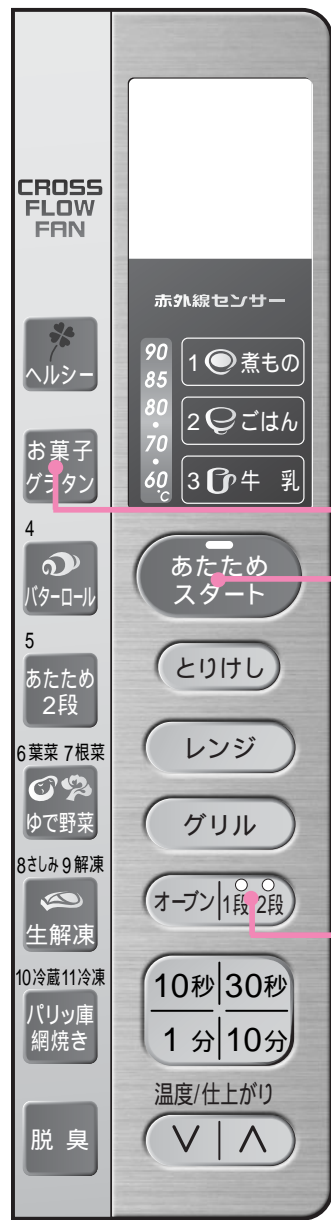 CROSS
FLOW
FAN
ヘルシー
お菓子
グラタン
4
バターロール
5
あたため
2段
6葉菜 7根菜
ゆで野菜
8さしみ 9解凍
生解凍
10冷蔵11冷凍
パリッ庫
網焼き
脱 臭
赤外線センサー
90
85
80
・
70
・
60
℃
1 煮もの
2 ごはん
3 牛 乳
あたため
スタート
とりけし
レンジ
グリル
オーブン 1段 2段
10秒 30秒
1 分 10分
温度/仕上がり
∨ ∧